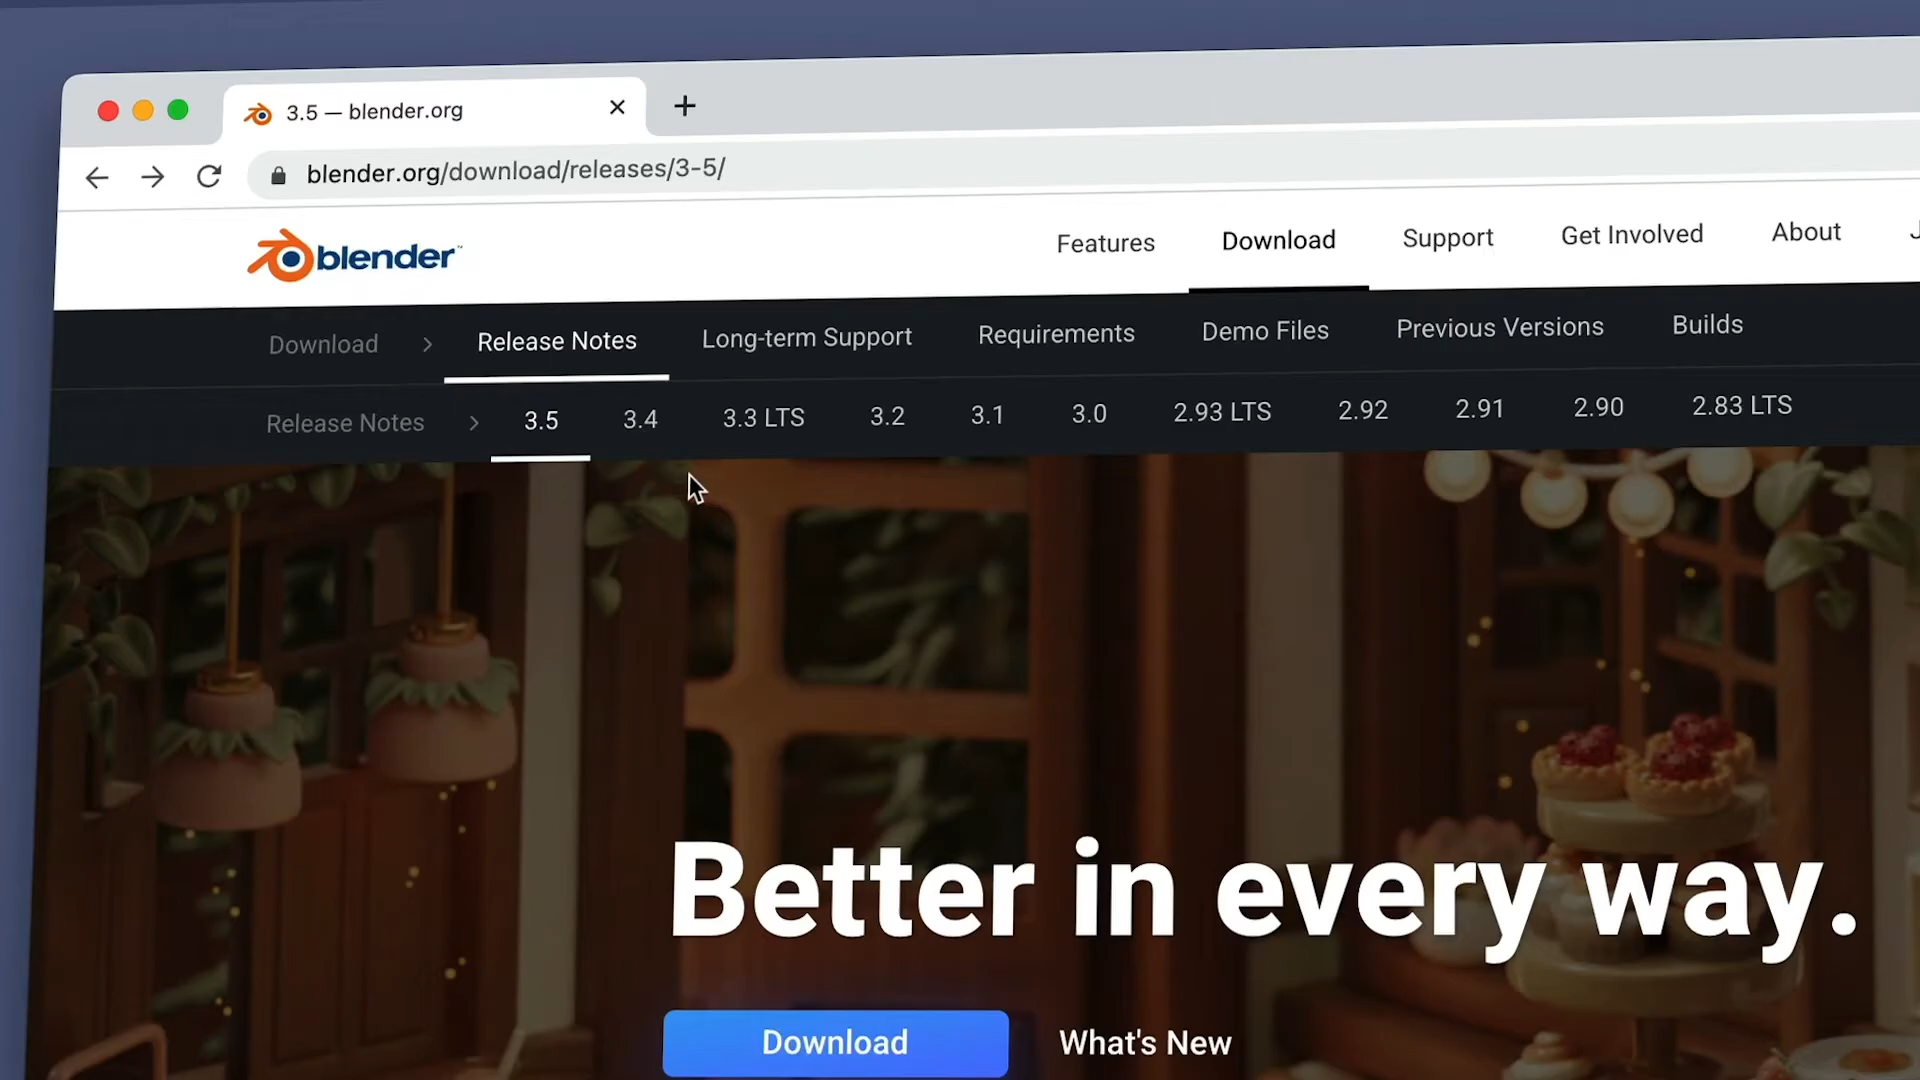 3.5 — blender.org
blender.org/download/releases/3-5/
blender™
Features Download Support Get Involved About
Download > Release Notes Long-term Support Requirements Demo Files Previous Versions Builds
Release Notes > 3.5 3.4 3.3 LTS 3.2 3.1 3.0 2.93 LTS 2.92 2.91 2.90 2.83 LTS
Better in every way.
Download What's New